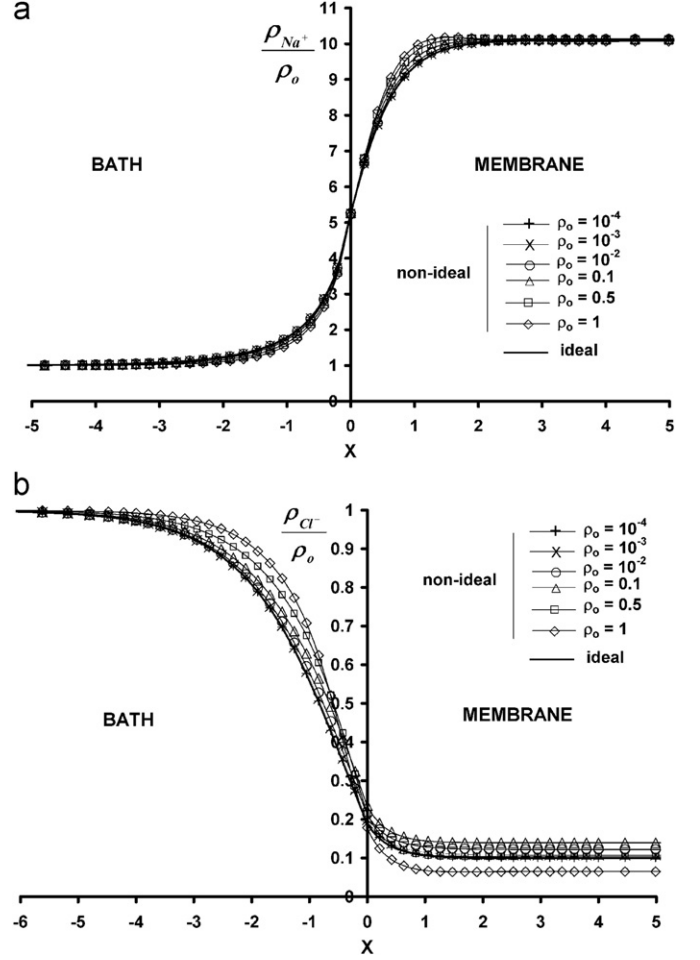 a
ρNa+
ρo
11
10
9
8
7
6
5
4
3
2
1
0
BATH
MEMBRANE
non-ideal
ρo = 10-4
ρo = 10-3
ρo = 10-2
ρo = 0.1
ρo = 0.5
ρo = 1
ideal
-5 -4 -3 -2 -1 0 1 2 3 4 5
X
b
ρCl-
ρo
1
0.9
0.8
0.7
0.6
0.5
0.4
0.3
0.2
0.1
0
BATH
MEMBRANE
non-ideal
ρo = 10-4
ρo = 10-3
ρo = 10-2
ρo = 0.1
ρo = 0.5
ρo = 1
ideal
-6 -5 -4 -3 -2 -1 0 1 2 3 4 5
X